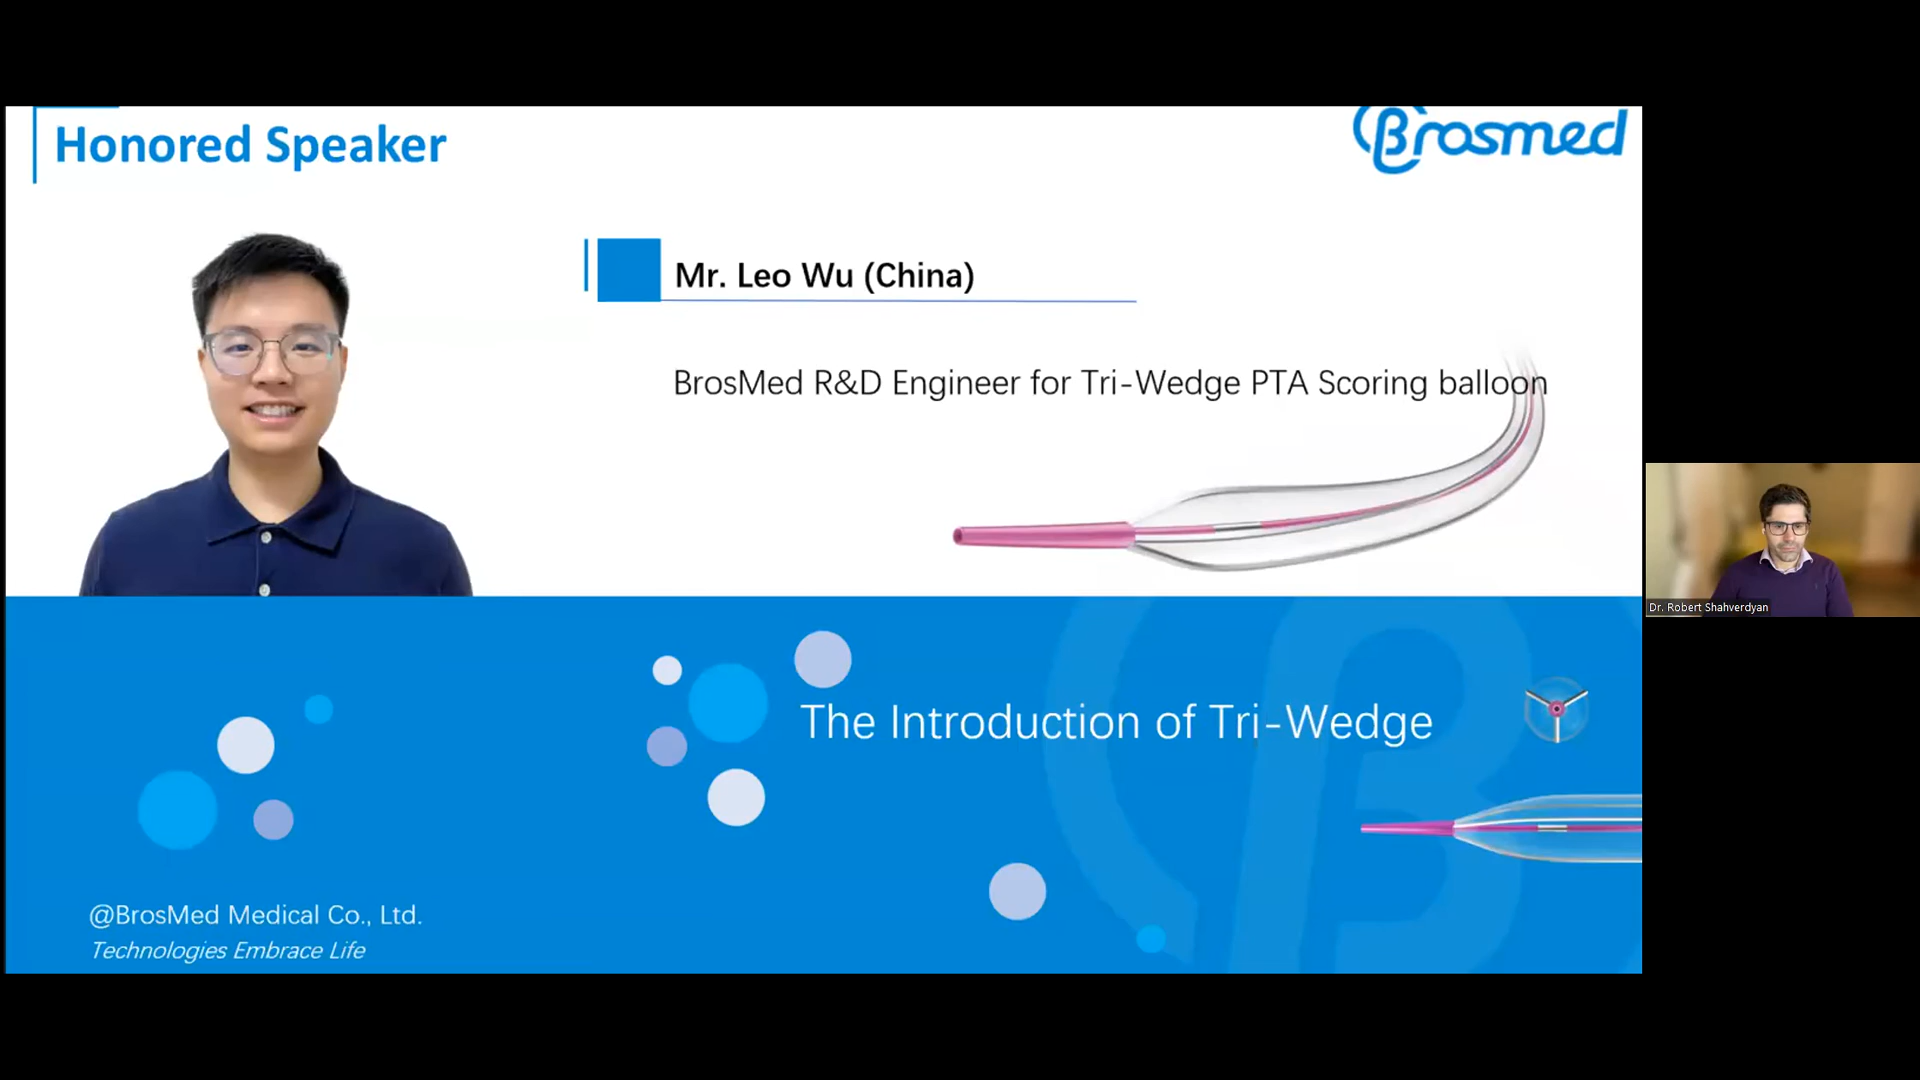 Honored Speaker
Brosmed
Mr. Leo Wu (China)
BrosMed R&D Engineer for Tri-Wedge PTA Scoring balloon
Dr. Robert Shahverdyan
The Introduction of Tri-Wedge
@BrosMed Medical Co., Ltd.
Technologies Embrace Life